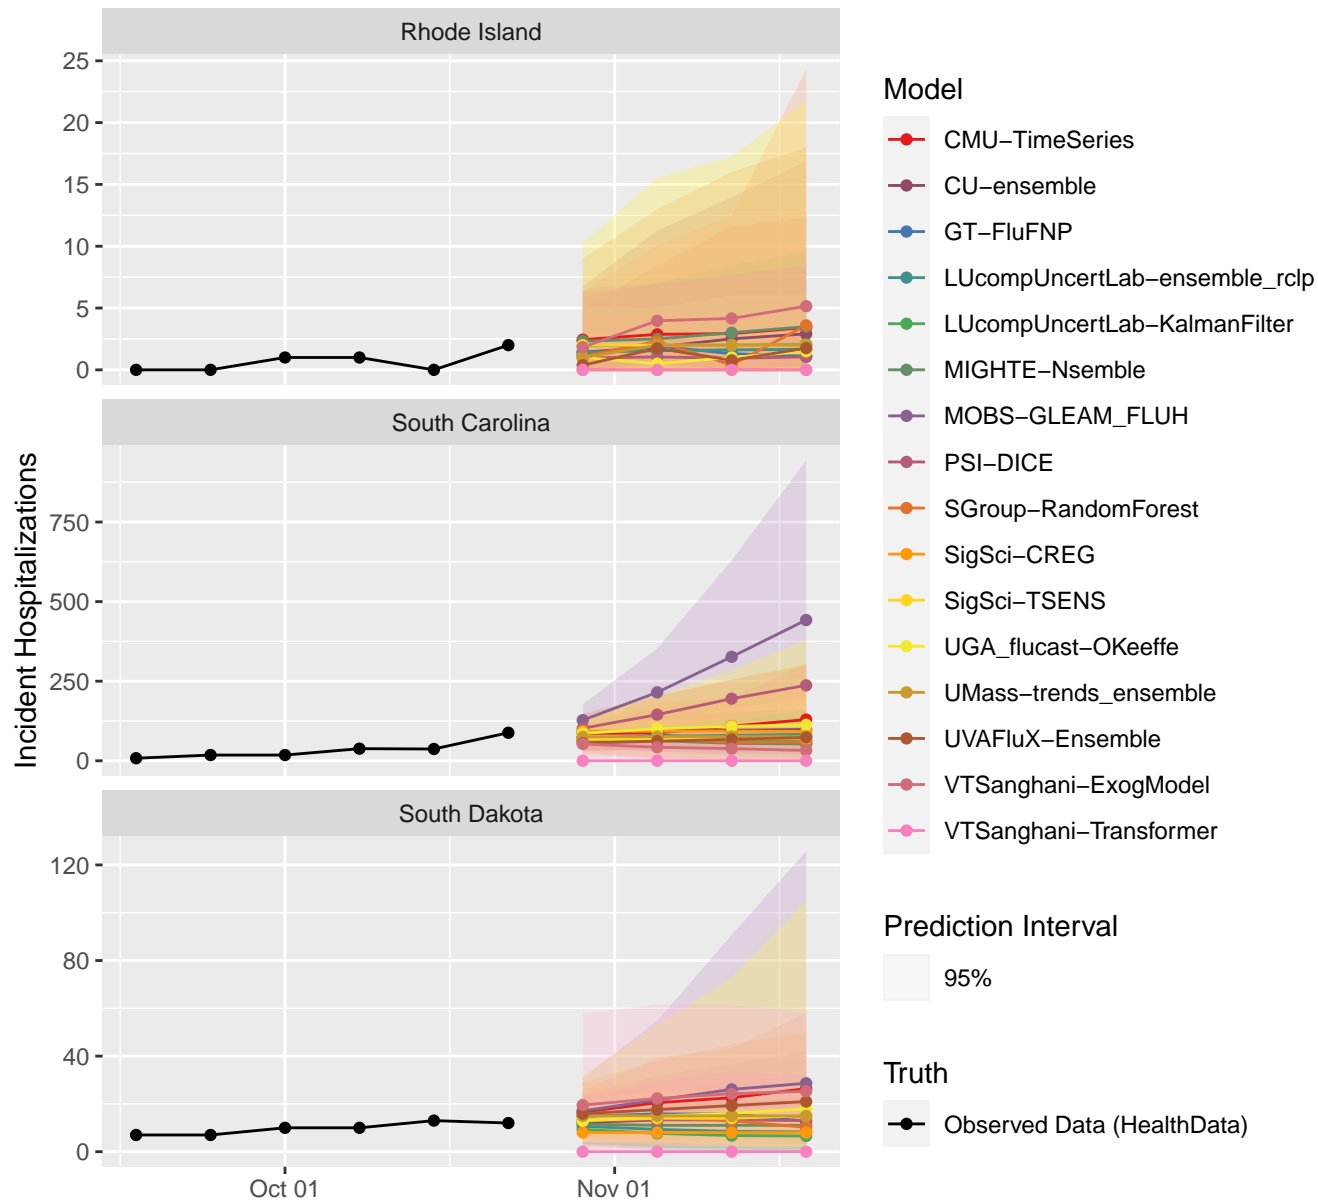 Rhode Island
25
20
15
10
5
0
South Carolina
750
500
250
0
South Dakota
120
80
40
0
Oct 01
Nov 01
Incident Hospitalizations
Model
CMU−TimeSeries
CU−ensemble
GT−FluFNP
LUcompUncertLab−ensemble_rclp
LUcompUncertLab−KalmanFilter
MIGHTE−Nsemble
MOBS−GLEAM_FLUH
PSI−DICE
SGroup−RandomForest
SigSci−CREG
SigSci−TSENS
UGA_flucast−OKeeffe
UMass−trends_ensemble
UVAFluX−Ensemble
VTSanghani−ExogModel
VTSanghani−Transformer
Prediction Interval
95%
Truth
Observed Data (HealthData)